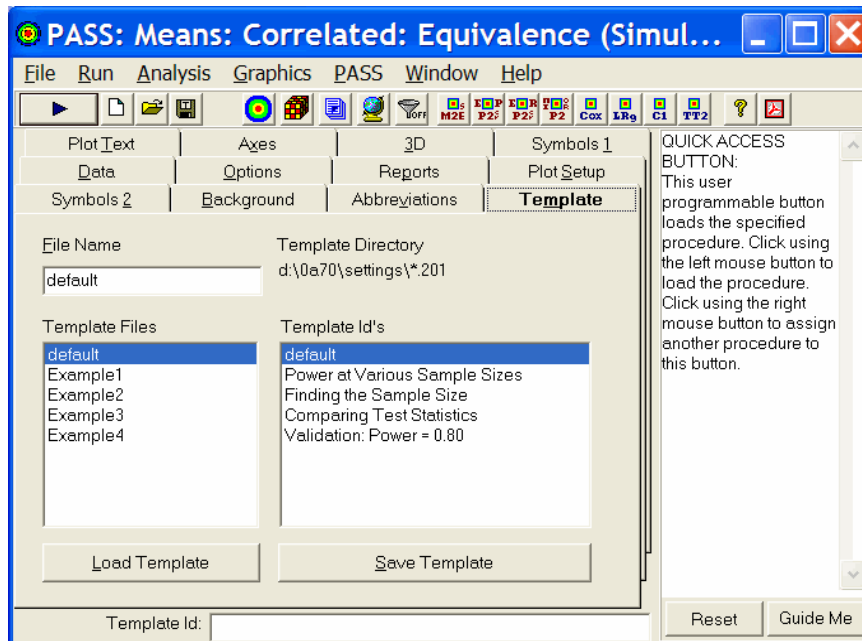 PASS: Means: Correlated: Equivalence (Simul...
File Run Analysis Graphics PASS Window Help
OFF M2E P2 P2 P2 Cox LR9 C1 TT2
Plot Text Axes 3D Symbols 1
Data Options Reports Plot Setup
Symbols 2 Background Abbreviations Template
File Name
default
Template Directory
d:\0a70\settings\*.201
Template Files
default
Example1
Example2
Example3
Example4
Template Id's
default
Power at Various Sample Sizes
Finding the Sample Size
Comparing Test Statistics
Validation: Power = 0.80
Load Template
Save Template
Template Id:
QUICK ACCESS
BUTTON:
This user
programmable button
loads the specified
procedure. Click using
the left mouse button to
load the procedure.
Click using the right
mouse button to assign
another procedure to
this button.
Reset
Guide Me